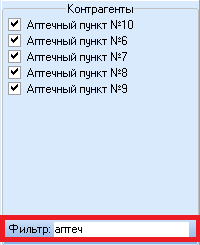 Контрагенты
Аптечный пункт №10
Аптечный пункт №6
Аптечный пункт №7
Аптечный пункт №8
Аптечный пункт №9
Фильтр: аптеч